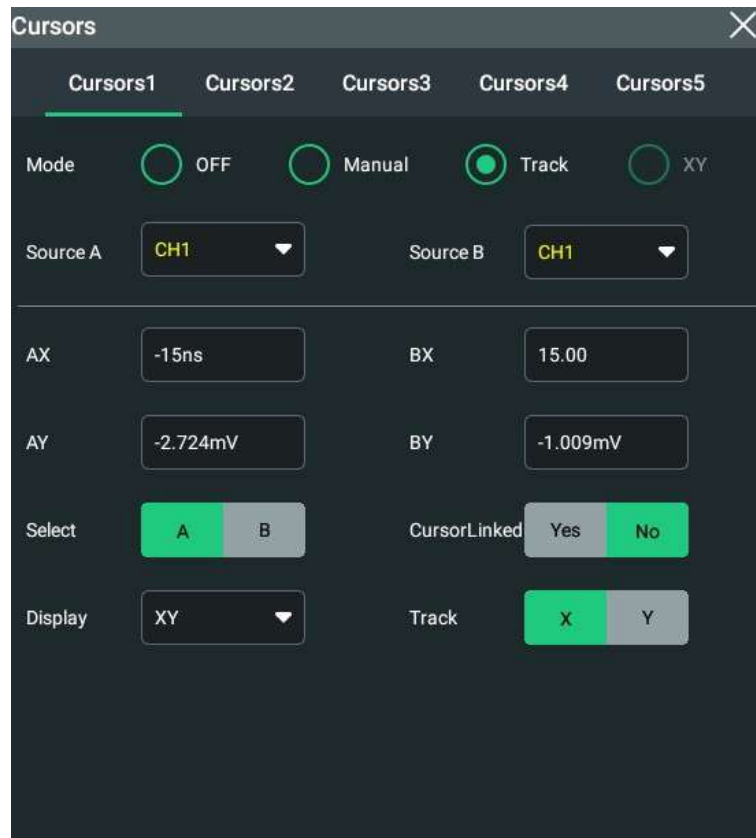 Cursors
Cursors1 Cursors2 Cursors3 Cursors4 Cursors5
Mode OFF Manual Track XY
Source A CH1 Source B CH1
AX -15ns BX 15.00
AY -2.724mV BY -1.009mV
Select A B CursorLinked Yes No
Display XY Track X Y